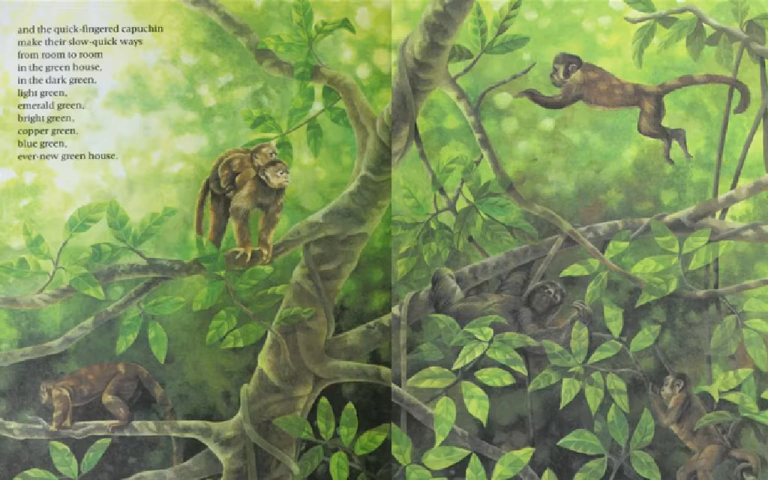 and the quick-fingered capuchin
make their slow-quick ways
from room to room
in the green house,
in the dark green,
light green,
emerald green,
bright green,
copper green,
blue green,
ever-new green house.